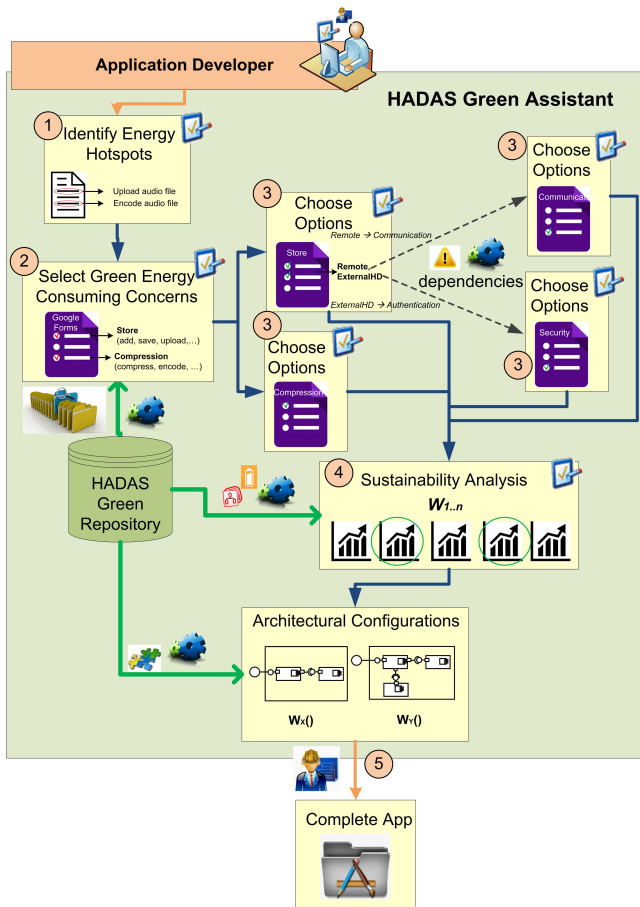 Application Developer
HADAS Green Assistant
1
Identify Energy
Hotspots
Upload audio file
Encode audio file
2
Select Green Energy
Consuming Concerns
Google
Forms
Store
(add, save, upload,...)
Compression
(compress, encode, ...)
3
Choose
Options
Remote → Communication
Store
Remote,
ExternalHD
ExternalHD → Authentication
3
Choose
Options
Compression
dependencies
3
Choose
Options
Communicat
Choose
Options
Security
3
HADAS
Green
Repository
4
Sustainability Analysis
W1..n
Architectural Configurations
WX()
WY()
5
Complete App